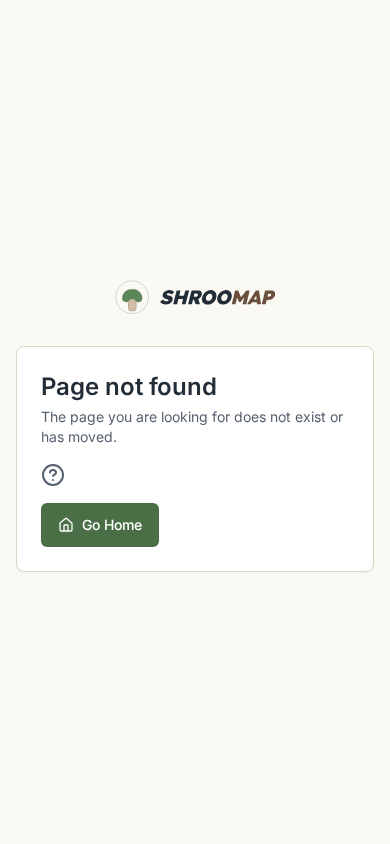 SHROOMAP
Page not found
The page you are looking for does not exist or
has moved.
Go Home